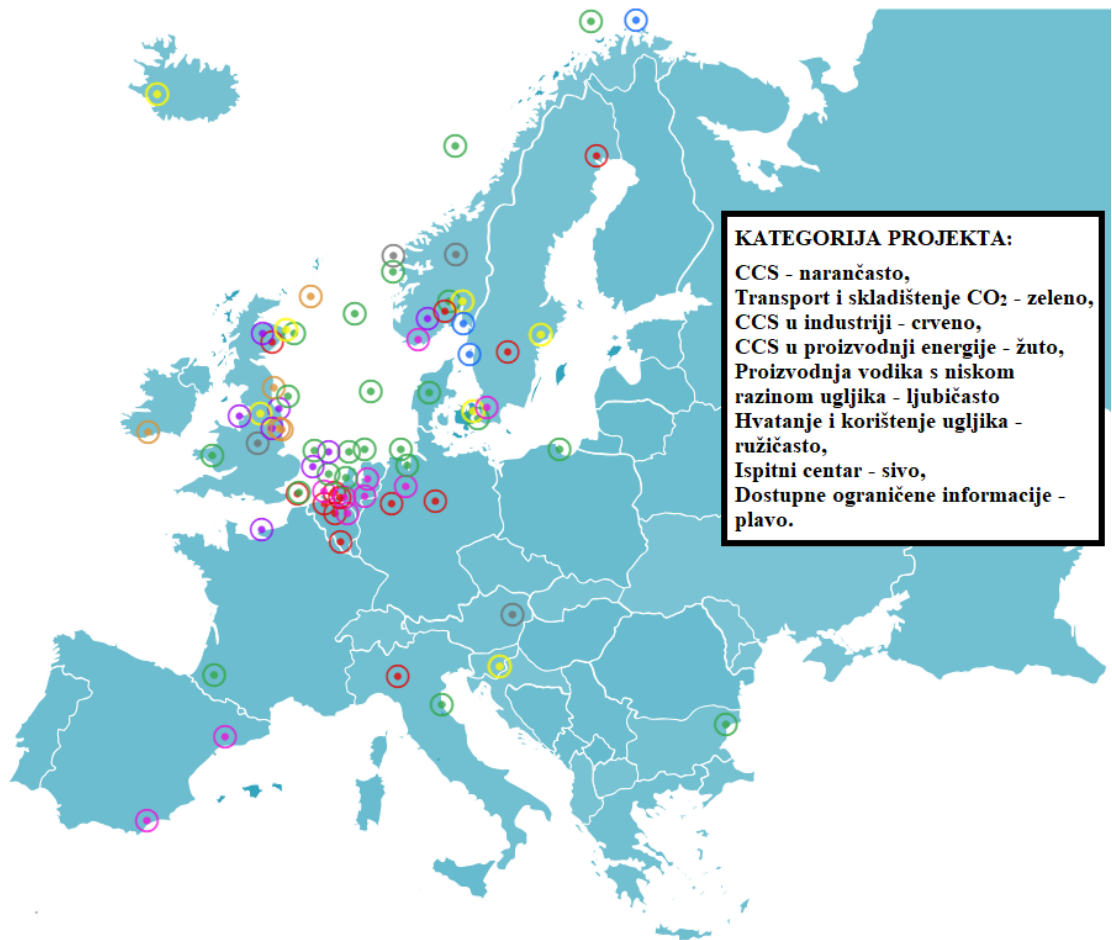 KATEGORIJA PROJEKTA:
CCS - narančasto,
Transport i skladištenje CO₂ - zeleno,
CCS u industriji - crveno,
CCS u proizvodnji energije - žuto,
Proizvodnja vodika s niskom
razinom ugljika - ljubičasto
Hvatanje i korištenje ugljika -
ružičasto,
Ispitni centar - sivo,
Dostupne ograničene informacije -
plavo.